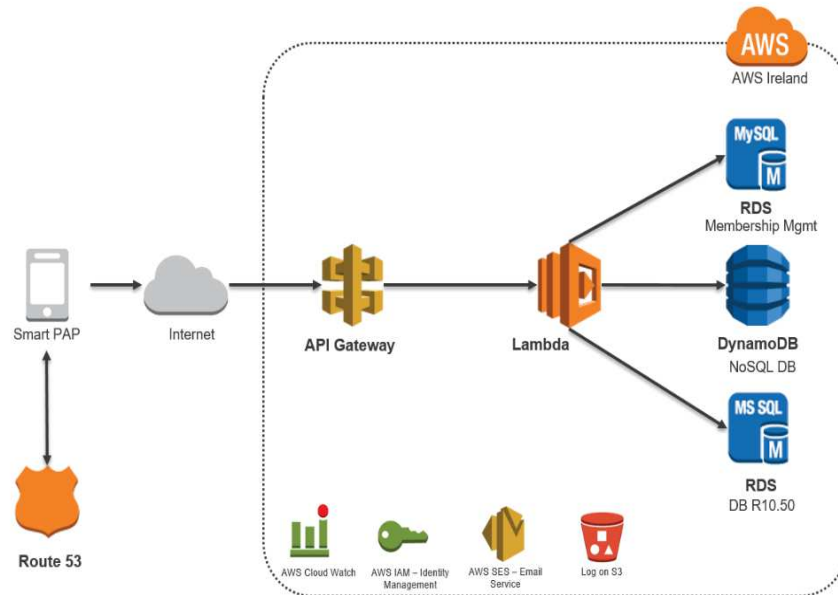 AWS
AWS Ireland
MySQL
M
RDS
Membership Mgmt
Smart PAP
Internet
API Gateway
Lambda
DynamoDB
NoSQL DB
MS SQL
M
RDS
DB R10.50
Route 53
AWS Cloud Watch
AWS IAM – Identity
Management
AWS SES – Email
Service
Log on S3